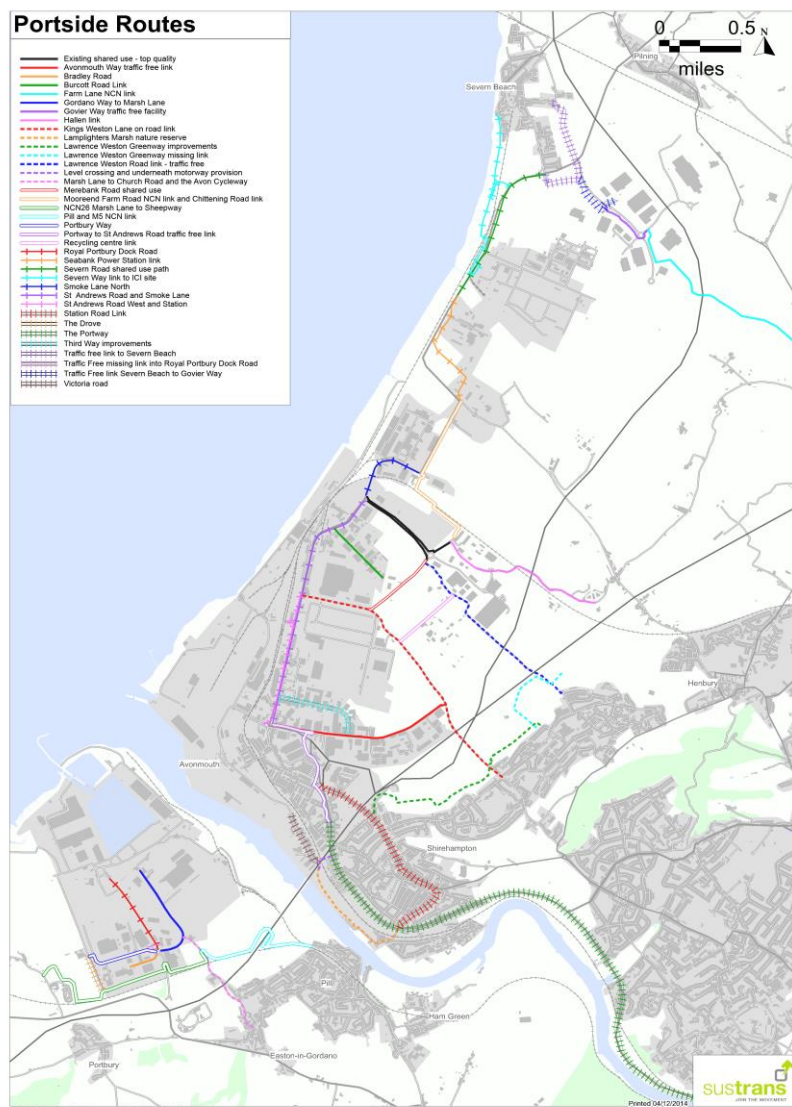 Portside Routes
0 0.5
N
miles
Existing shared use - top quality
Avonmouth Way traffic free link
Bradley Road
Burcott Road Link
Farm Lane NCN link
Gordano Way to Marsh Lane
Govier Way traffic free facility
Hallen link
Kings Weston Lane on road link
Lamplighters Marsh nature reserve
Lawrence Weston Greenway improvements
Lawrence Weston Greenway missing link
Lawrence Weston Road link - traffic free
Level crossing and underneath motorway provision
Marsh Lane to Church Road and the Avon Cycleway
Merebank Road shared use
Mooreend Farm Road NCN link and Chittening Road link
NCN26 Marsh Lane to Sheepway
Pill and M5 NCN link
Portbury Way
Portway to St Andrews Road traffic free link
Recycling centre link
Royal Portbury Dock Road
Seabank Power Station link
Severn Road shared use path
Severn Way link to ICI site
Smoke Lane North
St Andrews Road and Smoke Lane
St Andrews Road West and Station
Station Road Link
The Drove
The Portway
Third Way improvements
Traffic free link to Severn Beach
Traffic Free missing link into Royal Portbury Dock Road
Traffic Free link Severn Beach to Govier Way
Victoria road
Pilning
Severn Beach
Henbury
Avonmouth
Shirehampton
Pill
Ham Green
Easton-in-Gordano
Portbury
sustrans
JOIN THE MOVEMENT
Printed 04/12/2014